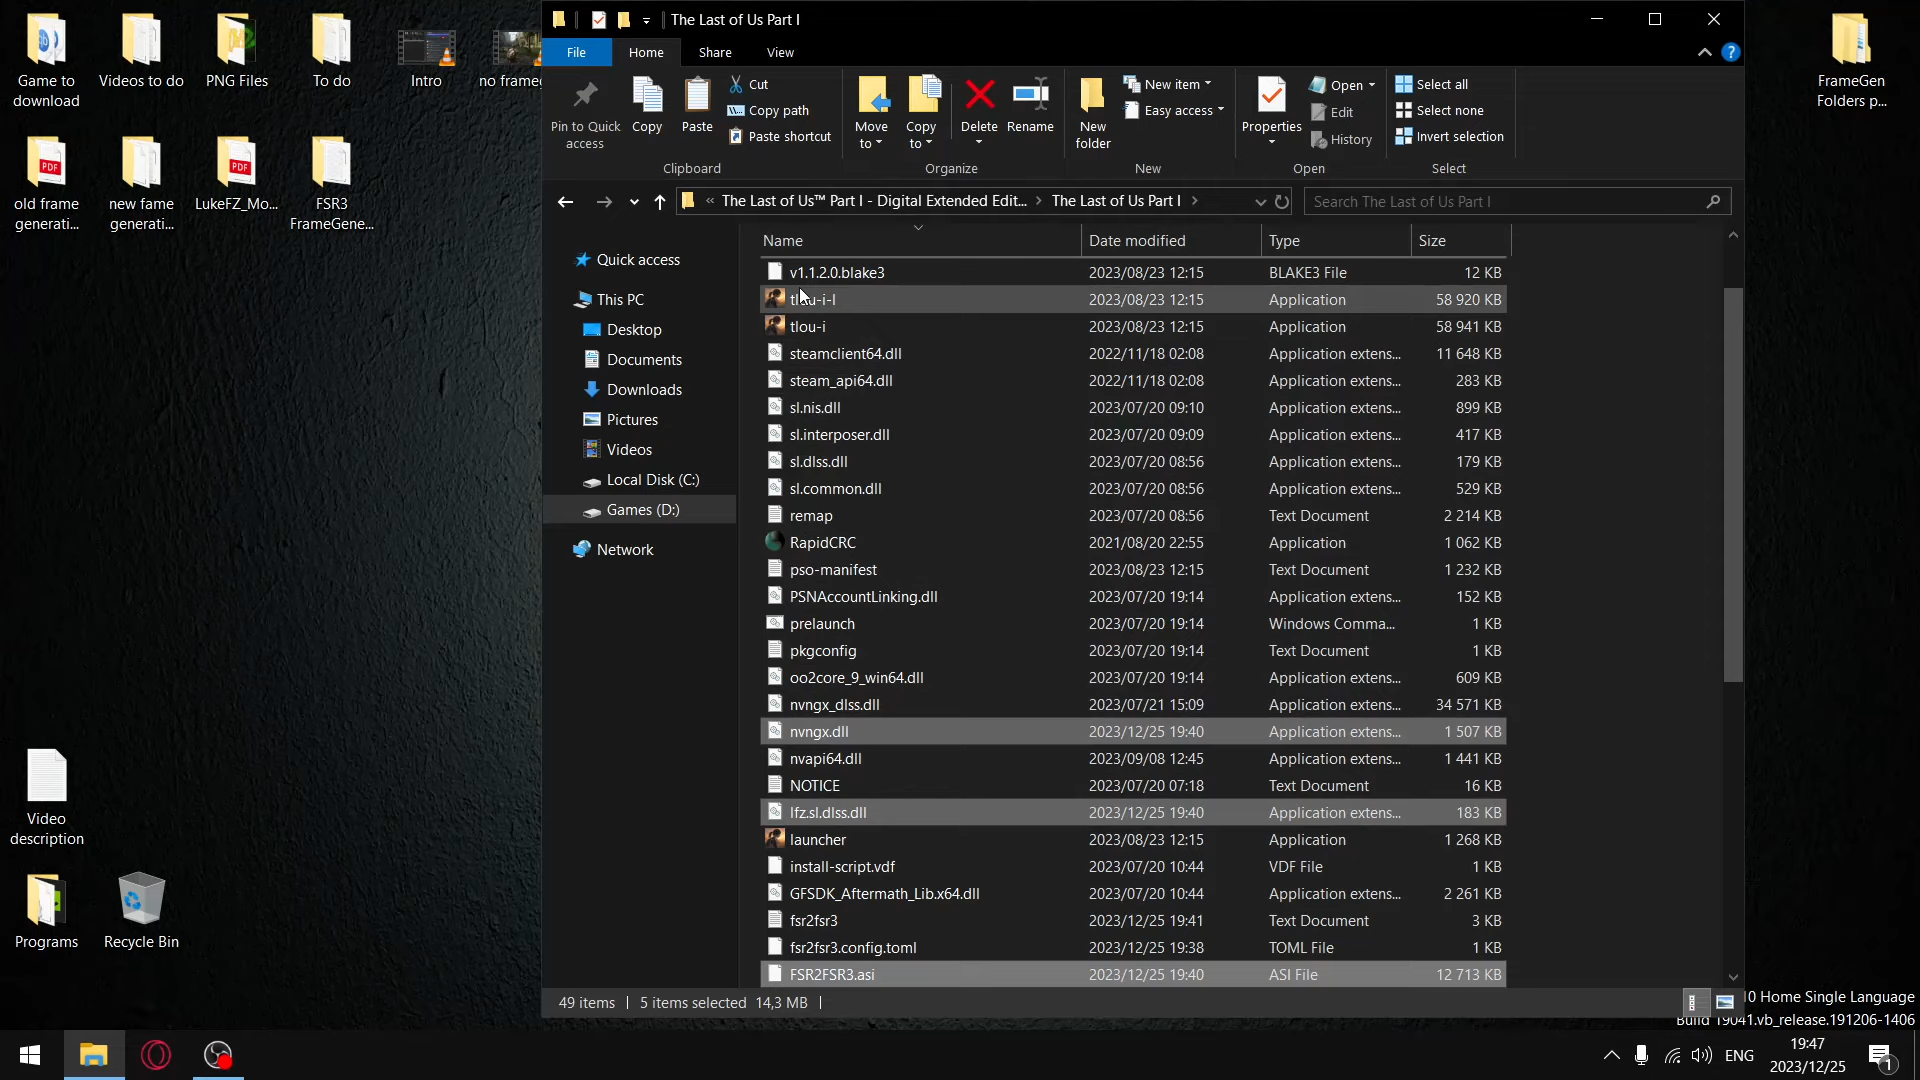 The Last of Us Part I
File
Home
Share
View
Pin to Quick
access
Copy
Paste
Cut
Copy path
Paste shortcut
Move
to
Copy
to
Delete
Rename
New
folder
New item
Easy access
Properties
Open
Edit
History
Select all
Select none
Invert selection
Clipboard
Organize
New
Open
Select
« The Last of Us™ Part I - Digital Extended Edit... › The Last of Us Part I ›
Search The Last of Us Part I
Name Date modified Type Size
v1.1.2.0.blake3 2023/08/23 12:15 BLAKE3 File 12 KB
2023/08/23 12:15 Application 58 920 KB
tlou-i 2023/08/23 12:15 Application 58 941 KB
steamclient64.dll 2022/11/18 02:08 Application extens... 11 648 KB
steam_api64.dll 2022/11/18 02:08 Application extens... 283 KB
sl.nis.dll 2023/07/20 09:10 Application extens... 899 KB
sl.interposer.dll 2023/07/20 09:09 Application extens... 417 KB
sl.dlss.dll 2023/07/20 08:56 Application extens... 179 KB
sl.common.dll 2023/07/20 08:56 Application extens... 529 KB
remap 2023/07/20 08:56 Text Document 2 214 KB
RapidCRC 2021/08/20 22:55 Application 1 062 KB
pso-manifest 2023/08/23 12:15 Text Document 1 232 KB
PSNAccountLinking.dll 2023/07/20 19:14 Application extens... 152 KB
prelaunch 2023/07/20 19:14 Windows Comma... 1 KB
pkgconfig 2023/07/20 19:14 Text Document 1 KB
oo2core_9_win64.dll 2023/07/20 19:14 Application extens... 609 KB
nvngx_dlss.dll 2023/07/21 15:09 Application extens... 34 571 KB
nvngx.dll 2023/12/25 19:40 Application extens... 1 507 KB
nvapi64.dll 2023/09/08 12:45 Application extens... 1 441 KB
NOTICE 2023/07/20 07:18 Text Document 16 KB
lfz.sl.dlss.dll 2023/12/25 19:40 Application extens... 183 KB
launcher 2023/08/23 12:15 Application 1 268 KB
install-script.vdf 2023/07/20 10:44 VDF File 1 KB
GFSDK_Aftermath_Lib.x64.dll 2023/07/20 10:44 Application extens... 2 261 KB
fsr2fsr3 2023/12/25 19:41 Text Document 3 KB
fsr2fsr3.config.toml 2023/12/25 19:38 TOML File 1 KB
FSR2FSR3.asi 2023/12/25 19:40 ASI File 12 713 KB
Quick access
This PC
Desktop
Documents
Downloads
Pictures
Videos
Local Disk (C:)
Games (D:)
Network
49 items
5 items selected 14,3 MB
Game to
download
Videos to do
PNG Files
To do
Intro
no frameg
old frame
generati...
new fame
generati...
LukeFZ_Mo...
FSR3
FrameGene...
FrameGen
Folders p...
Video
description
Programs
Recycle Bin
10 Home Single Language
Build 19041.vb_release.191206-1406
ENG
19:47
2023/12/25
1